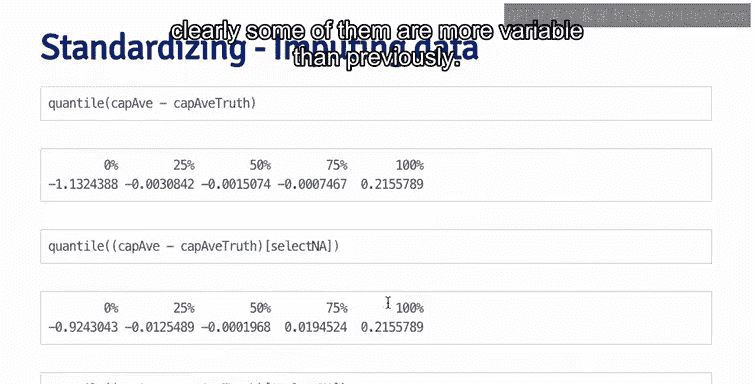 clearly some of them are more variable
than previously.
Standardizing - Imputing data
quantile(capAve - capAveTruth)
0% 25% 50% 75% 100%
-1.1324388 -0.0030842 -0.0015074 -0.0007467 0.2155789
quantile((capAve - capAveTruth)[selectNA])
0% 25% 50% 75% 100%
-0.9243043 -0.0125489 -0.0001968 0.0194524 0.2155789